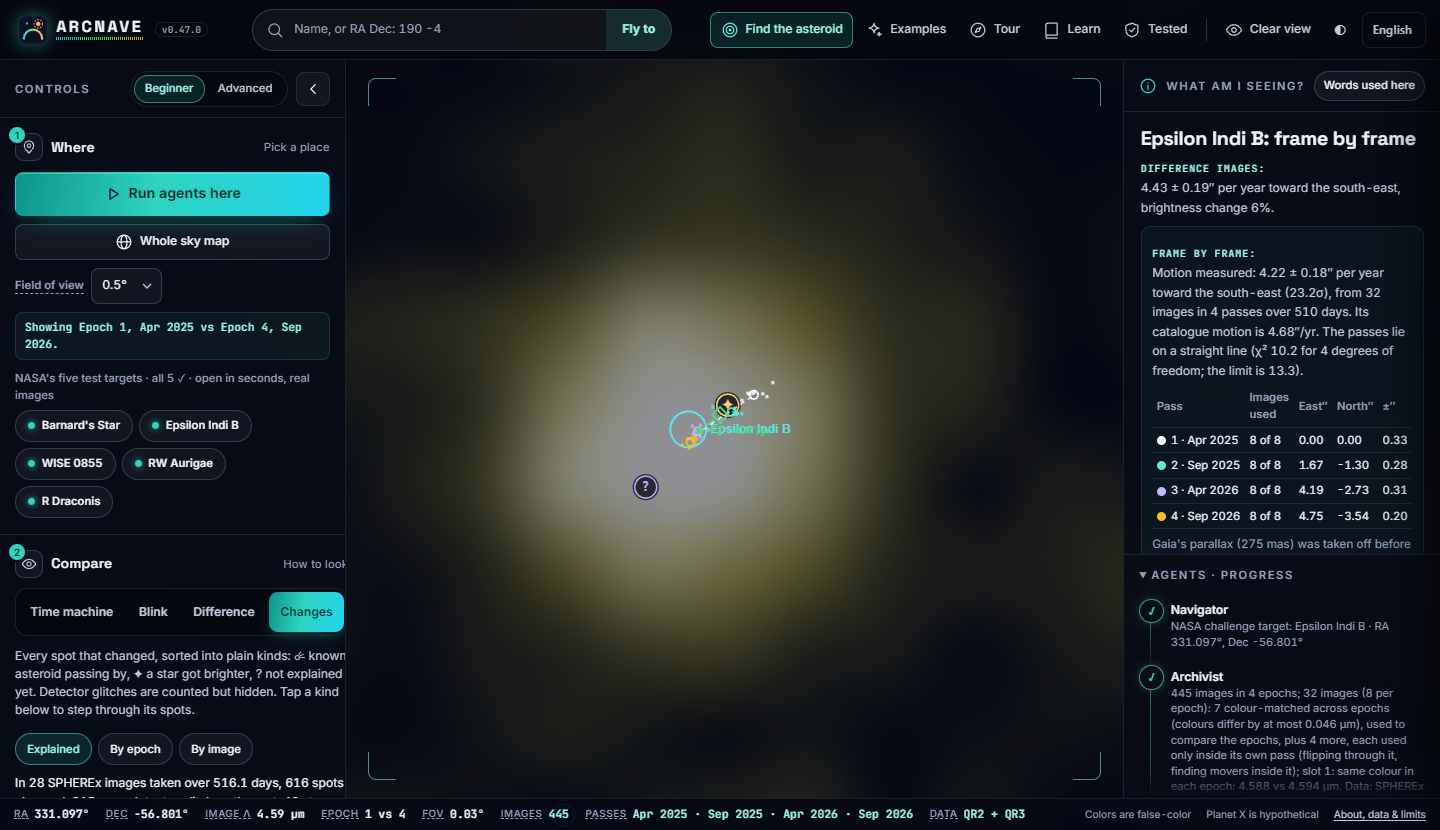 ARCNAVE
v0.47.0
Name, or RA Dec: 190 -4
Fly to
Find the asteroid
Examples
Tour
Learn
Tested
Clear view
English
CONTROLS
Beginner
Advanced
1
Where
Pick a place
Run agents here
Whole sky map
Field of view
0.5°
Showing Epoch 1, Apr 2025 vs Epoch 4, Sep
2026.
NASA's five test targets · all 5 ✓ · open in seconds, real
images
Barnard's Star
Epsilon Indi B
WISE 0855
RW Aurigae
R Draconis
2
Compare
How to look
Time machine
Blink
Difference
Changes
Every spot that changed, sorted into plain kinds: ☄ known
asteroid passing by, ✦ a star got brighter, ? not explained
yet. Detector glitches are counted but hidden. Tap a kind
below to step through its spots.
Explained
By epoch
By image
In 28 SPHEREx images taken over 516.1 days, 616 spots
Epsilon Indi B
?
WHAT AM I SEEING?
Words used here
Epsilon Indi B: frame by frame
DIFFERENCE IMAGES:
4.43 ± 0.19″ per year toward the south-east,
brightness change 6%.
FRAME BY FRAME:
Motion measured: 4.22 ± 0.18″ per year
toward the south-east (23.2σ), from 32
images in 4 passes over 510 days. Its
catalogue motion is 4.68″/yr. The passes lie
on a straight line (χ² 10.2 for 4 degrees of
freedom; the limit is 13.3).
Pass Images used East″ North″ ±″
1 · Apr 2025 8 of 8 0.00 0.00 0.33
2 · Sep 2025 8 of 8 1.67 -1.30 0.28
3 · Apr 2026 8 of 8 4.19 -2.73 0.31
4 · Sep 2026 8 of 8 4.75 -3.54 0.20
Gaia's parallax (275 mas) was taken off before
▼ AGENTS · PROGRESS
Navigator
NASA challenge target: Epsilon Indi B · RA
331.097°, Dec -56.801°
Archivist
445 images in 4 epochs; 32 images (8 per
epoch): 7 colour-matched across epochs
(colours differ by at most 0.046 µm), used to
compare the epochs, plus 4 more, each used
only inside its own pass (flipping through it,
finding movers inside it); slot 1: same colour in
each epoch: 4.588 vs 4.594 µm. Data: SPHEREx
RA 331.097° DEC -56.801° IMAGE Λ 4.59 µm EPOCH 1 vs 4 FOV 0.03° IMAGES 445 PASSES Apr 2025 · Sep 2025 · Apr 2026 · Sep 2026 DATA QR2 + QR3
Colors are false-color
Planet X is hypothetical
About, data & limits